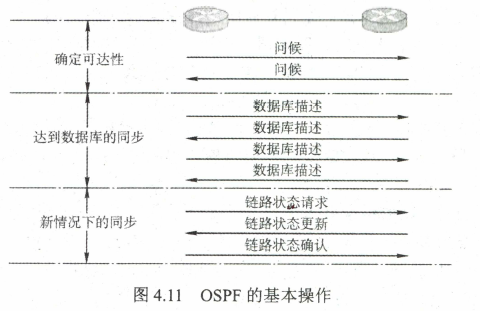 确定可达性
问候
问候
达到数据库的同步
数据库描述
数据库描述
数据库描述
数据库描述
新情况下的同步
链路状态请求
链路状态更新
链路状态确认
图 4.11 OSPF 的基本操作